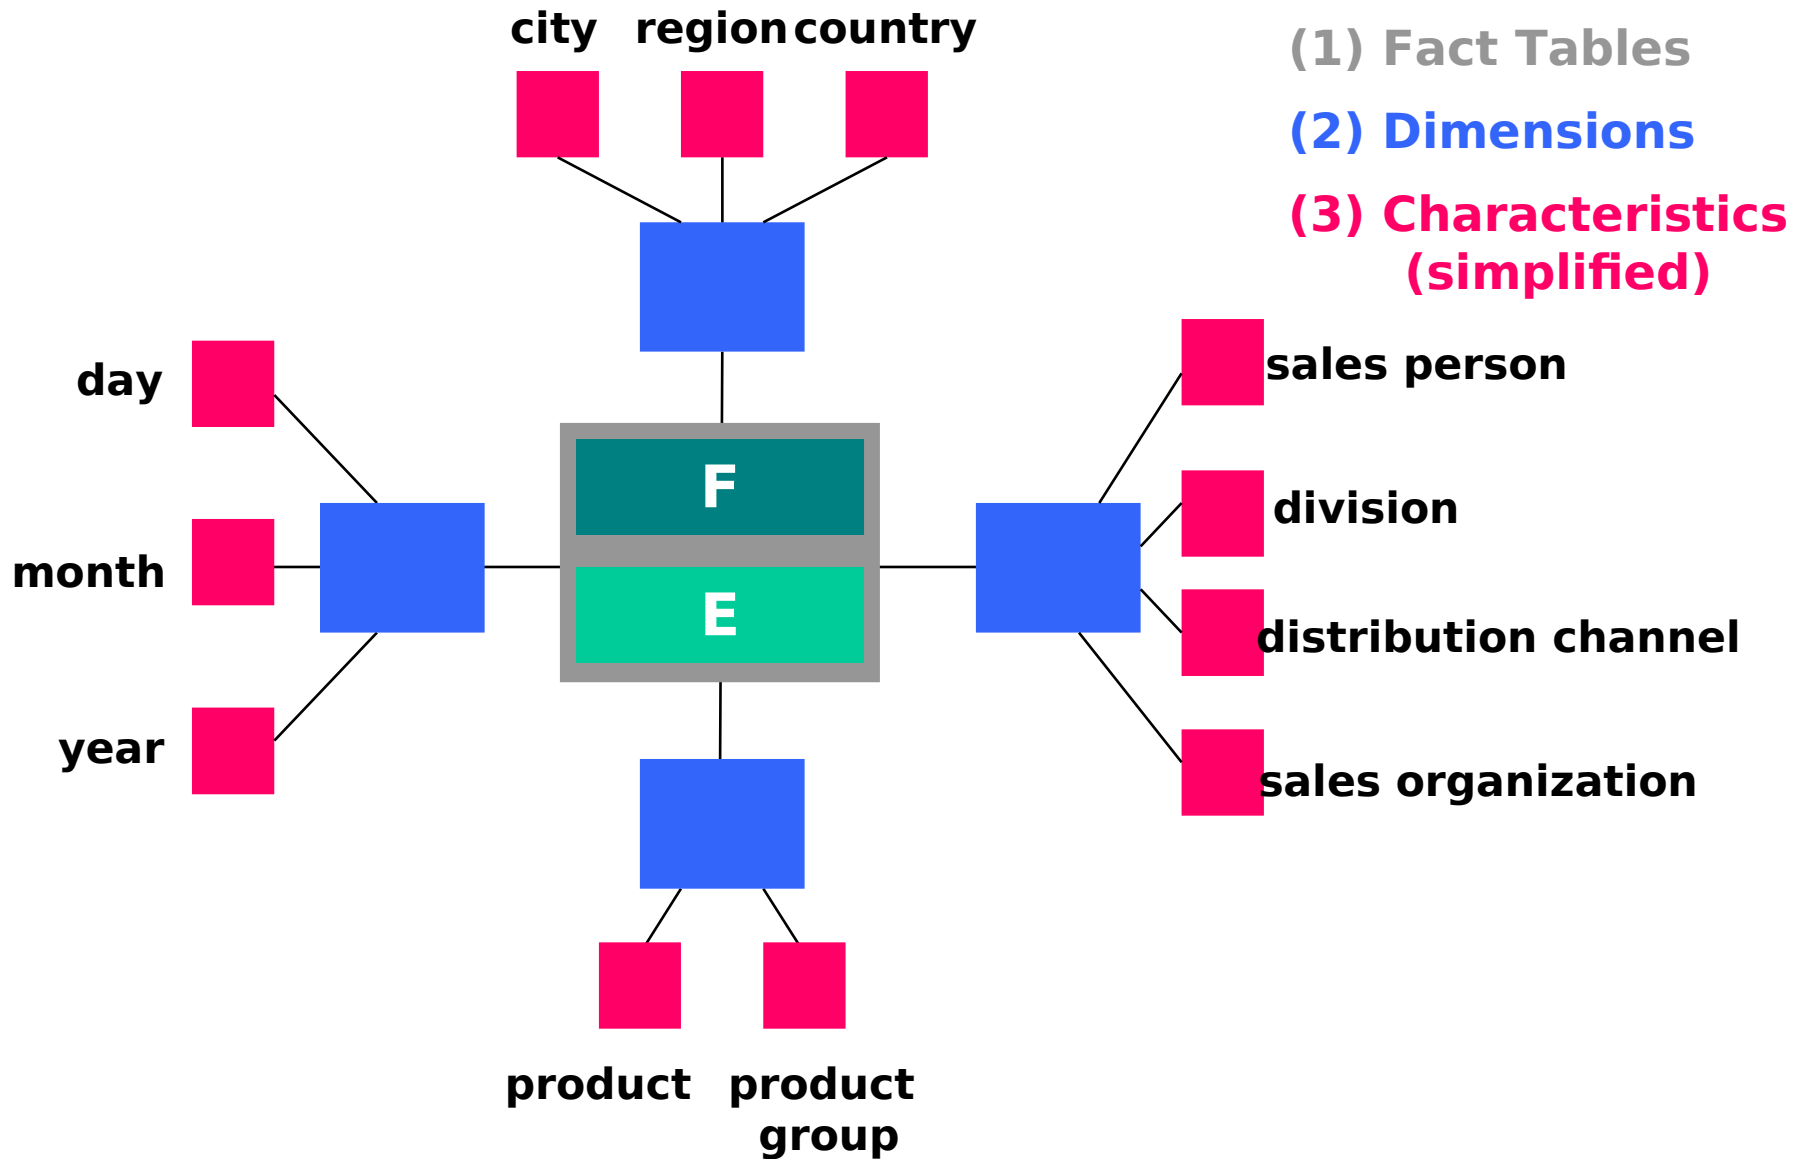 city region country
(1) Fact Tables
(2) Dimensions
(3) Characteristics
(simplified)
day
month
year
F
E
sales person
division
distribution channel
sales organization
product
product
group